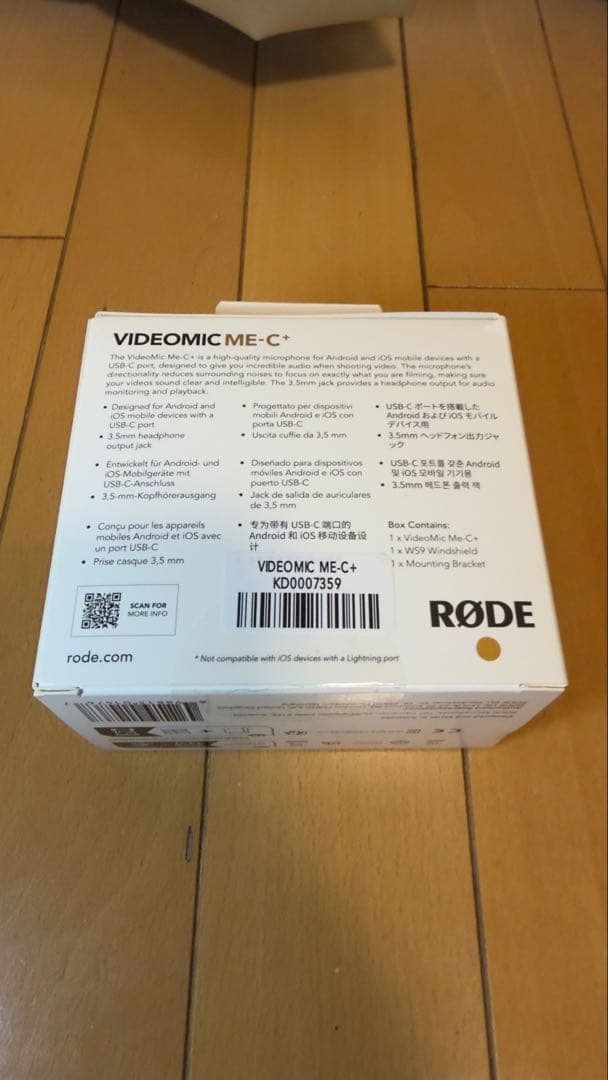 VIDEOMIC ME-C+
The VideoMic Me-C+ is a high-quality microphone for Android and iOS mobile devices with a
USB-C port, designed to give you incredible audio when shooting video. The microphone's
directionality reduces surrounding noises to focus on exactly what you are filming, making sure
your videos sound clear and intelligible. The 3.5mm jack provides a headphone output for audio
monitoring and playback.
• Designed for Android and
iOS mobile devices with a
USB-C port
• 3.5mm headphone
output jack
• Progettato per dispositivi
mobili Android e iOS con
porta USB-C
• Uscita cuffie da 3,5 mm
• USB-C ポートを搭載した
Android および iOS モバイル
デバイス用
• 3.5mm ヘッドフォン出力ジャ
ック
• Entwickelt für Android- und
iOS-Mobilgeräte mit
USB-C-Anschluss
• 3,5-mm-Kopfhörerausgang
• Diseñado para dispositivos
móviles Android e iOS con
puerto USB-C
• Jack de salida de auriculares
de 3,5 mm
• USB-C 포트를 갖춘 Android
및 iOS 모바일 기기용
• 3.5mm 헤드폰 출력 잭
• Conçu pour les appareils
mobiles Android et iOS avec
un port USB-C
• Prise casque 3,5 mm
• 专为带有 USB-C 端口的
Android 和 iOS 移动设备设
计
Box Contains:
1 x VideoMic Me-C+
1 x WS9 Windshield
1 x Mounting Bracket
VIDEOMIC ME-C+
KD0007359
SCAN FOR
MORE INFO
RØDE
rode.com
* Not compatible with iOS devices with a Lightning port